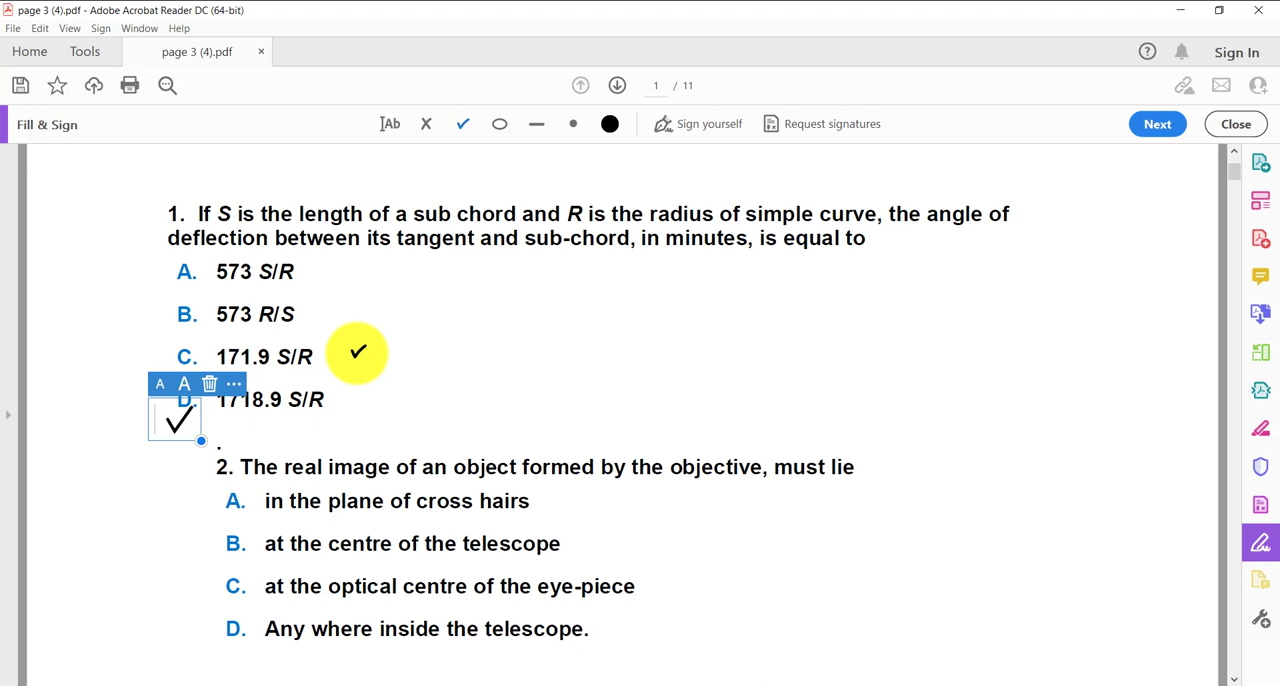 page 3 (4).pdf - Adobe Acrobat Reader DC (64-bit)
File Edit View Sign Window Help
Home Tools page 3 (4).pdf × Sign In
1 / 11
Fill & Sign Ab Sign yourself Request signatures Next Close
1. If S is the length of a sub chord and R is the radius of simple curve, the angle of
deflection between its tangent and sub-chord, in minutes, is equal to
A. 573 S/R
B. 573 R/S
C. 171.9 S/R
A A
D. 1718.9 S/R
.
2. The real image of an object formed by the objective, must lie
A. in the plane of cross hairs
B. at the centre of the telescope
C. at the optical centre of the eye-piece
D. Any where inside the telescope.